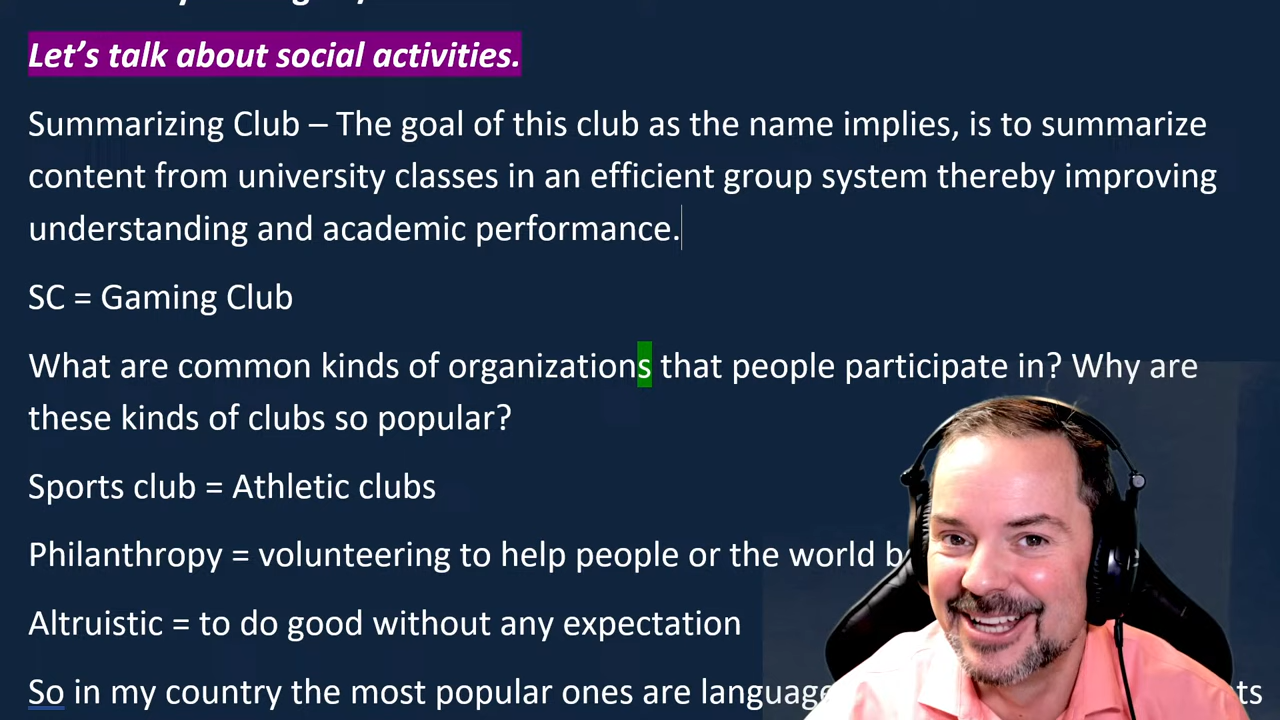 Let’s talk about social activities.
Summarizing Club – The goal of this club as the name implies, is to summarize
content from university classes in an efficient group system thereby improving
understanding and academic performance.
SC = Gaming Club
What are common kinds of organizations that people participate in? Why are
these kinds of clubs so popular?
Sports club = Athletic clubs
Philanthropy = volunteering to help people or the world
Altruistic = to do good without any expectation
So in my country the most popular ones are language